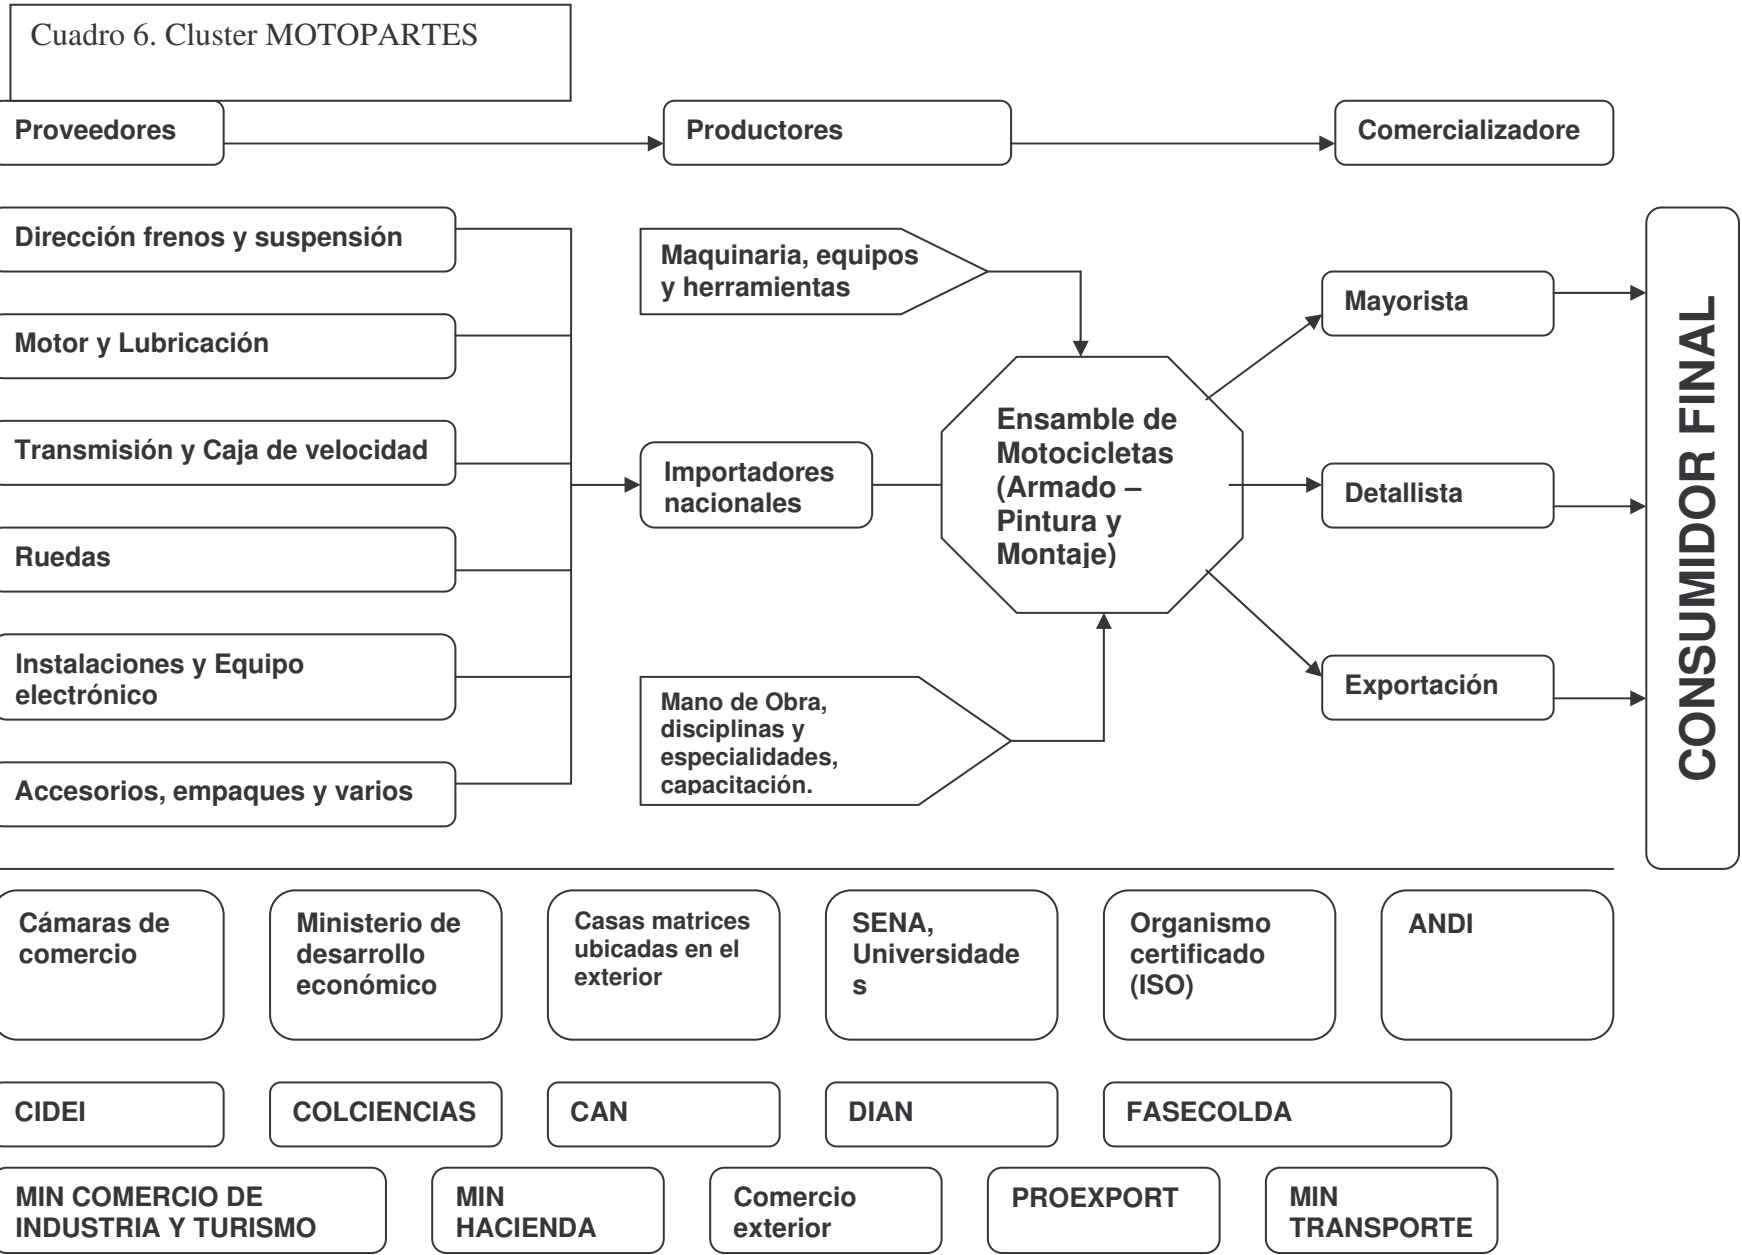 Cuadro 6. Cluster MOTOPARTES
Proveedores
Productores
Comercializadore
Dirección frenos y suspensión
Motor y Lubricación
Transmisión y Caja de velocidad
Ruedas
Instalaciones y Equipo
electrónico
Accesorios, empaques y varios
Maquinaria, equipos
y herramientas
Importadores
nacionales
Mano de Obra,
disciplinas y
especialidades,
capacitación.
Ensamble de
Motocicletas
(Armado –
Pintura y
Montaje)
Mayorista
Detallista
Exportación
CONSUMIDOR FINAL
Cámaras de
comercio
Ministerio de
desarrollo
económico
Casas matrices
ubicadas en el
exterior
SENA,
Universidade
s
Organismo
certificado
(ISO)
ANDI
CIDEI
COLCIENCIAS
CAN
DIAN
FASECOLDA
MIN COMERCIO DE
INDUSTRIA Y TURISMO
MIN
HACIENDA
Comercio
exterior
PROEXPORT
MIN
TRANSPORTE